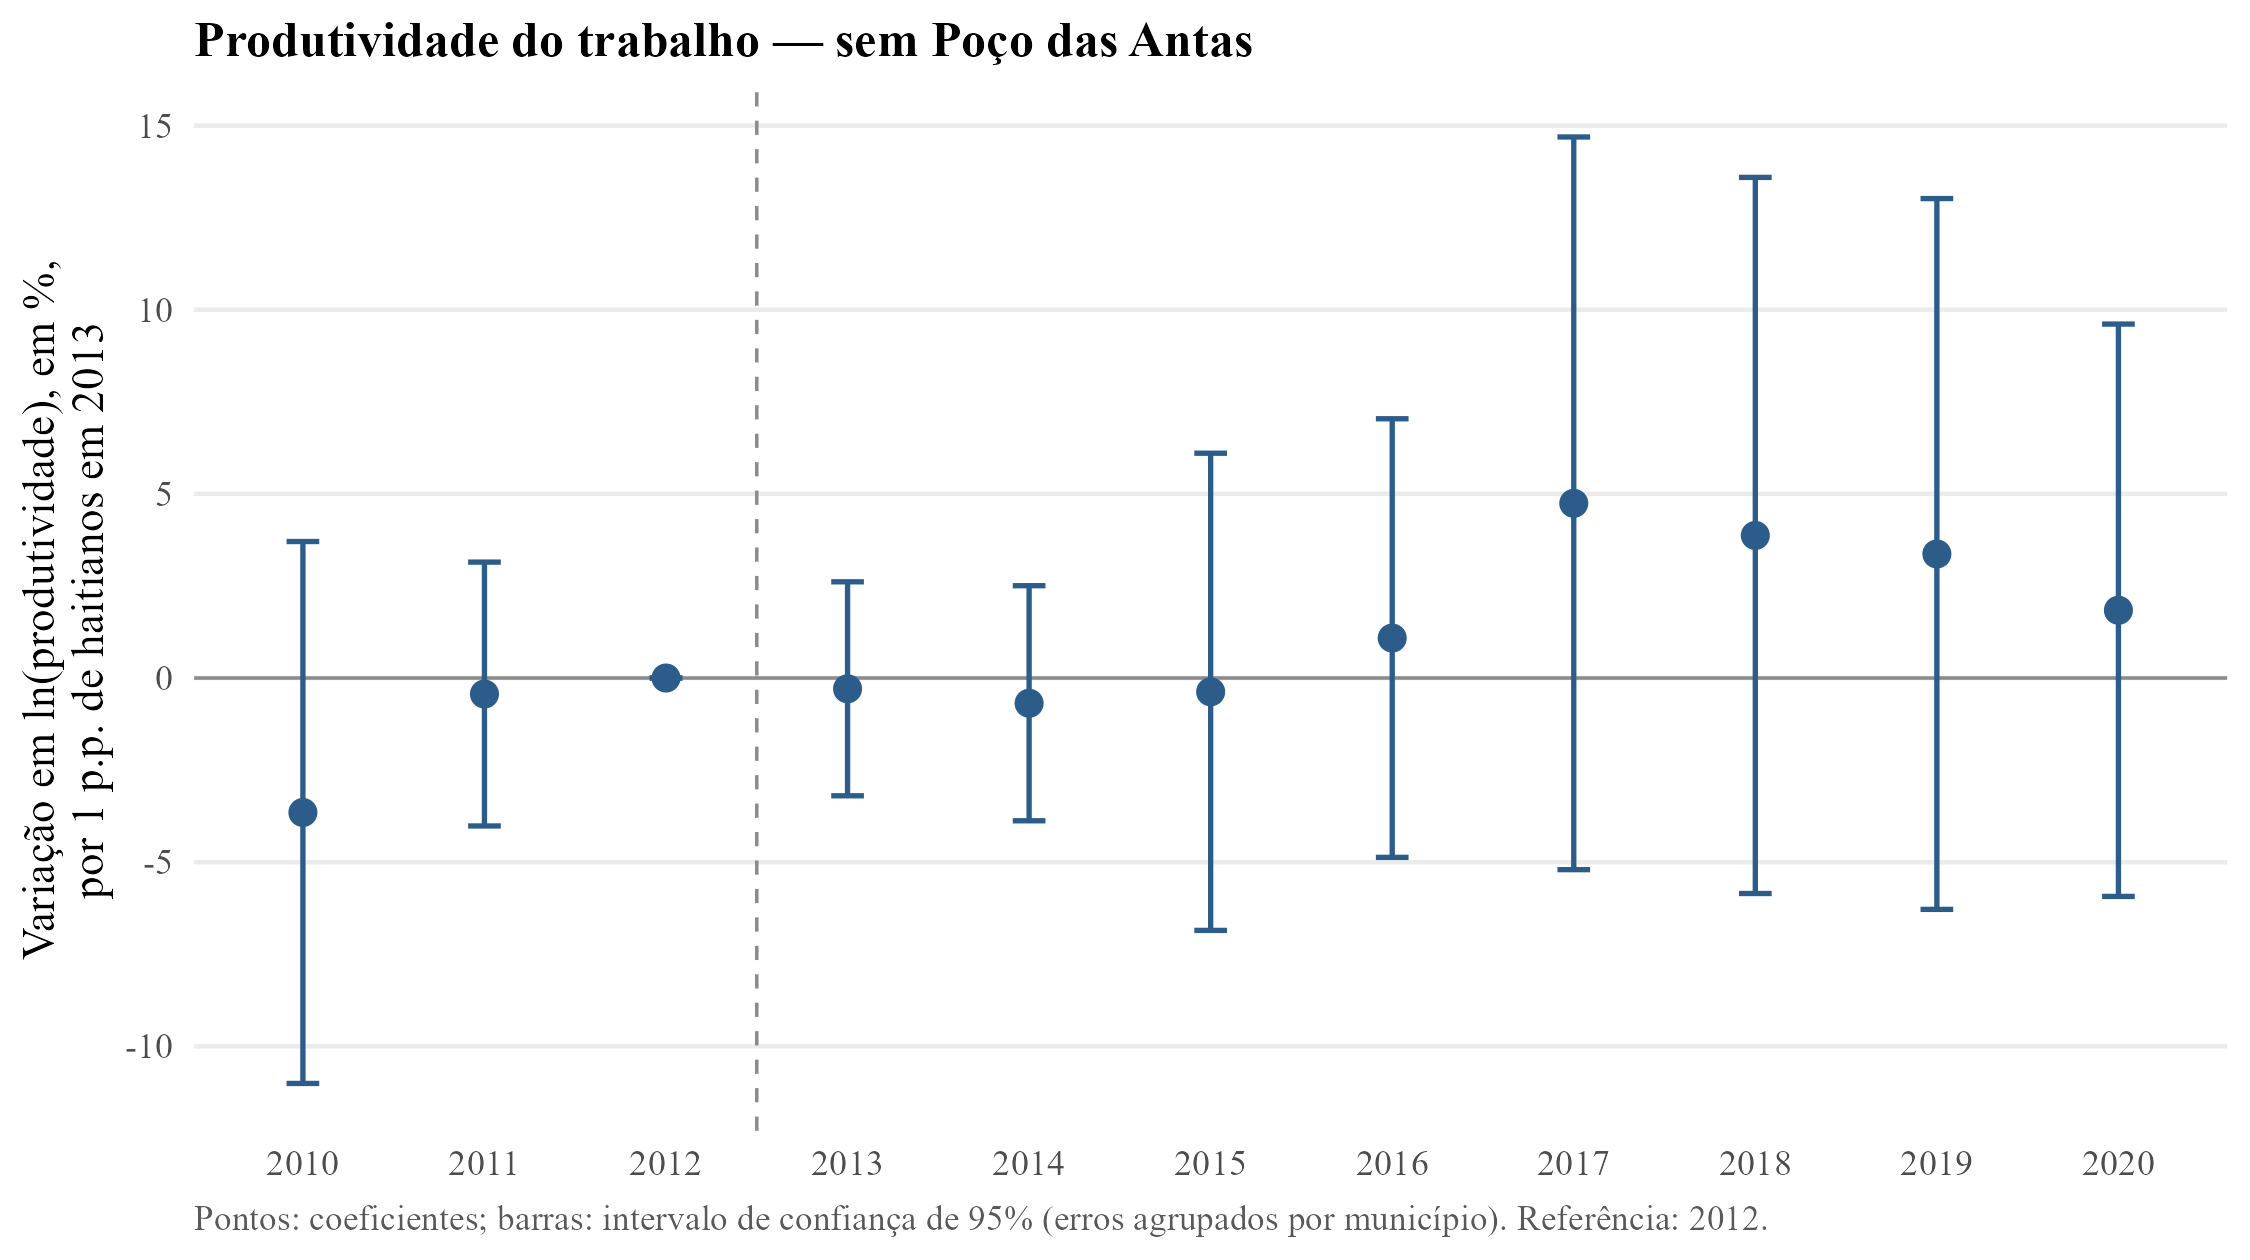 Produtividade do trabalho — sem Poço das Antas
Variação em ln(produtividade), em %,
por 1 p.p. de haitianos em 2013
15
10
5
0
-5
-10
2010 2011 2012 2013 2014 2015 2016 2017 2018 2019 2020
Pontos: coeficientes; barras: intervalo de confiança de 95% (erros agrupados por município). Referência: 2012.